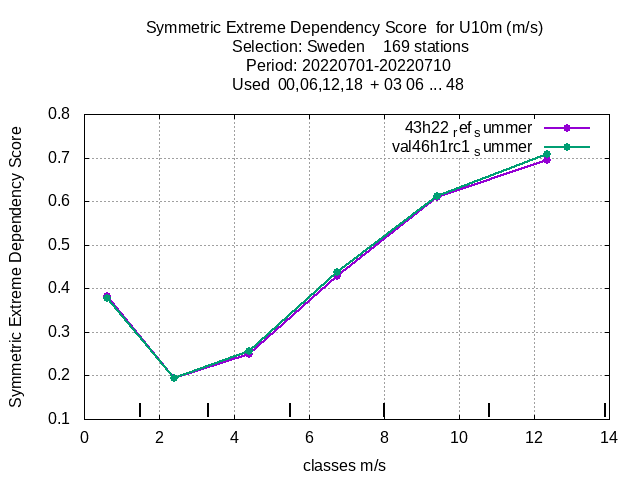 Symmetric Extreme Dependency Score for U10m (m/s)
Selection: Sweden 169 stations
Period: 20220701-20220710
Used 00,06,12,18 + 03 06 ... 48
43h22 ref summer
val46h1rc1 summer
0.8
0.7
0.6
0.5
0.4
0.3
0.2
0.1
Symmetric Extreme Dependency Score
0 2 4 6 8 10 12 14
classes m/s